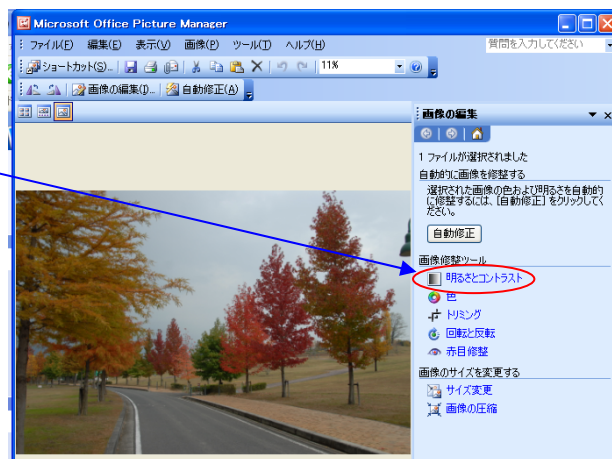 Microsoft Office Picture Manager
ファイル(F) 編集(E) 表示(V) 画像(P) ツール(T) ヘルプ(H) 質問を入力してください
ショートカット(S)... 11%
画像の編集(I)... 自動修正(A)
画像の編集
1 ファイルが選択されました
自動的に画像を修整する
選択された画像の色および明るさを自動的
に修整するには、[自動修正] をクリックしてく
ださい。
自動修正
画像修整ツール
明るさとコントラスト
色
トリミング
回転と反転
赤目修整
画像のサイズを変更する
サイズ変更
画像の圧縮